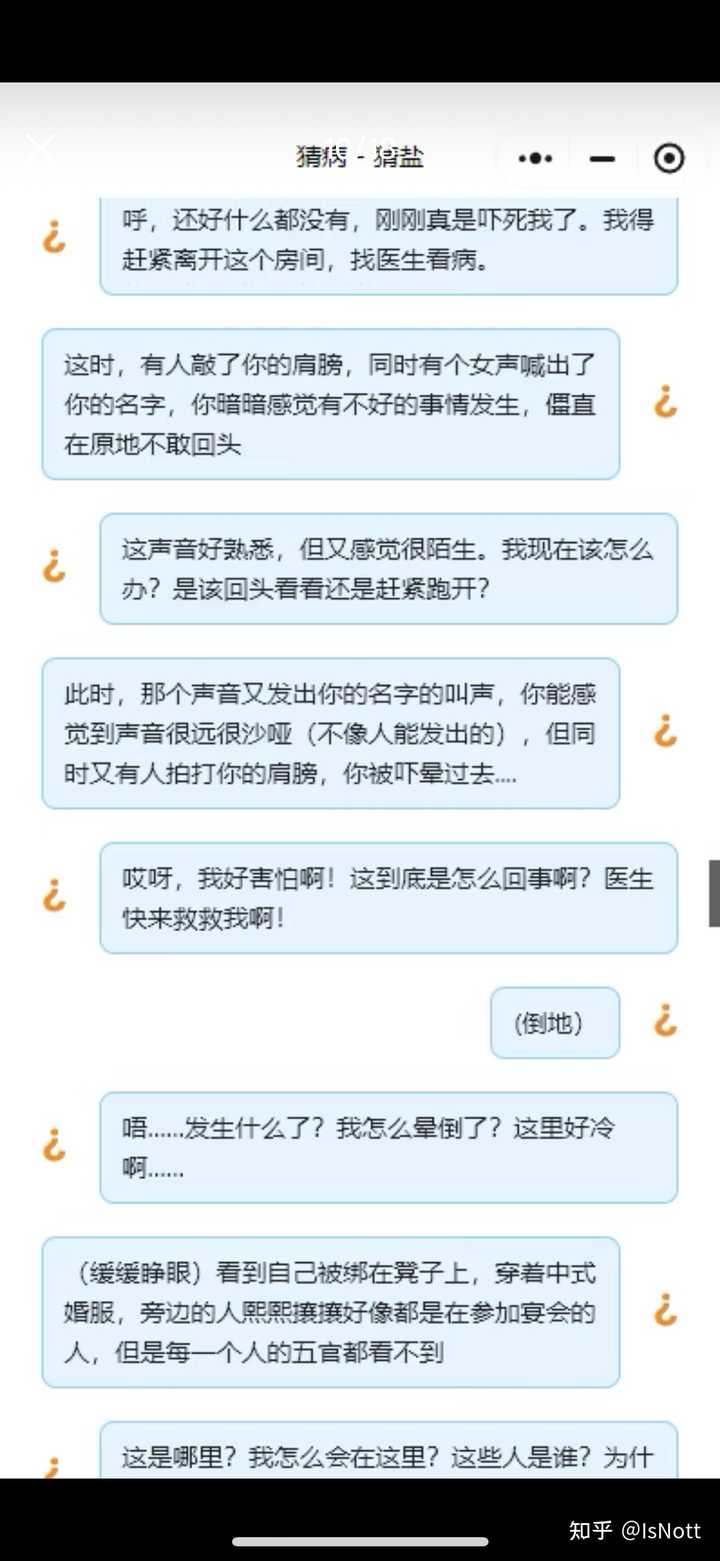 猜病 - 猜盐
呼，还好什么都没有，刚刚真是吓死我了。我得
赶紧离开这个房间，找医生看病。
这时，有人敲了你的肩膀，同时有个女声喊出了
你的名字，你暗暗感觉有不好的事情发生，僵直
在原地不敢回头
这声音好熟悉，但又感觉很陌生。我现在该怎么
办？是该回头看看还是赶紧跑开？
此时，那个声音又发出你的名字的叫声，你能感
觉到声音很远很沙哑（不像人能发出的），但同
时又有人拍打你的肩膀，你被吓晕过去....
哎呀，我好害怕啊！这到底是怎么回事啊？医生
快来救救我啊！
（倒地）
唔......发生什么了？我怎么晕倒了？这里好冷
啊......
（缓缓睁眼）看到自己被绑在凳子上，穿着中式
婚服，旁边的人熙熙攘攘好像都是在参加宴会的
人，但是每一个人的五官都看不到
这是哪里？我怎么会在这里？这些人是谁？为什
知乎 @IsNott